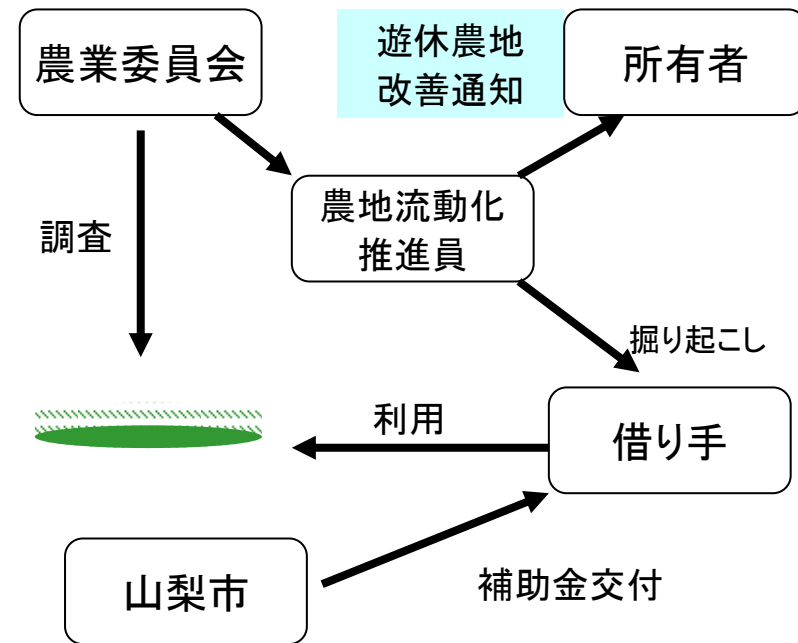 農業委員会
遊休農地
改善通知
所有者
調査
農地流動化
推進員
掘り起こし
利用
借り手
山梨市
補助金交付